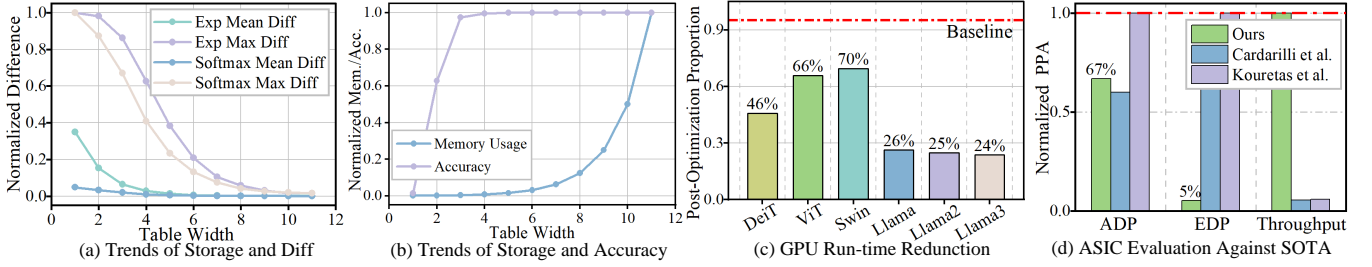 Normalized Difference
1.0
0.8
0.6
0.4
0.2
0.0
Exp Mean Diff
Exp Max Diff
Softmax Mean Diff
Softmax Max Diff
0 2 4 6 8 10 12
Table Width
(a) Trends of Storage and Diff
Normalized Mem./Acc.
1.0
0.8
0.6
0.4
0.2
0.0
Memory Usage
Accuracy
0 2 4 6 8 10 12
Table Width
(b) Trends of Storage and Accuracy
Post-Optimization Proportion
0.9
0.6
0.3
0.0
Baseline
46%
66%
70%
26%
25%
24%
DeiT
ViT
Swin
Llama
Llama2
Llama3
(c) GPU Run-time Redunction
Normalized PPA
1.0
0.5
0.0
Ours
Cardarilli et al.
Kouretas et al.
67%
5%
ADP EDP Throughput
(d) ASIC Evaluation Against SOTA